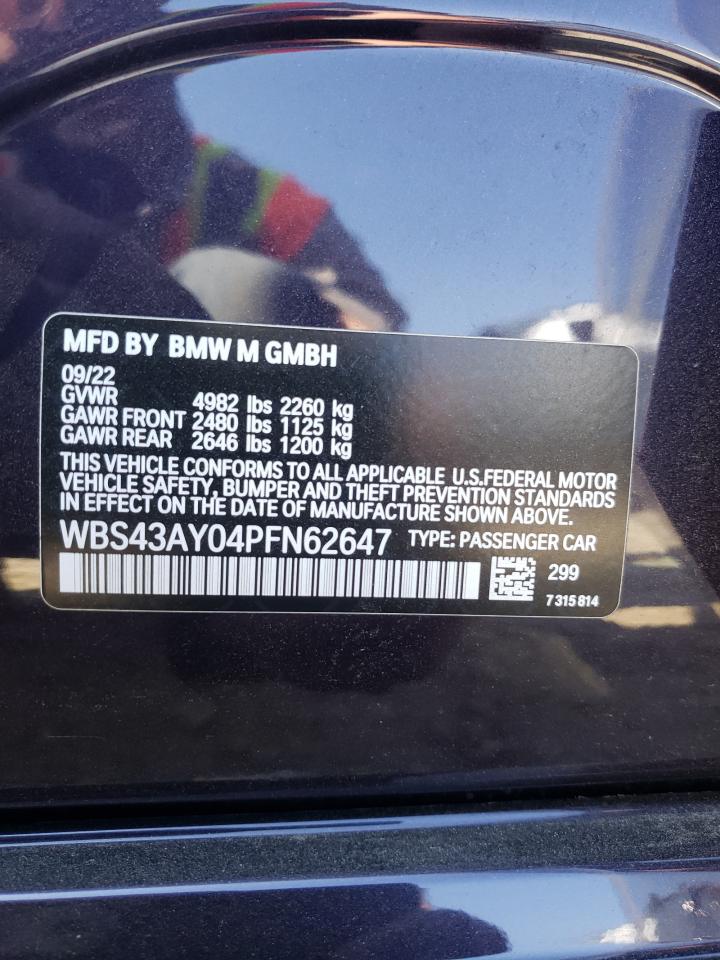 MFD BY BMW M GMBH
09/22
GVWR 4982 lbs 2260 kg
GAWR FRONT 2480 lbs 1125 kg
GAWR REAR 2646 lbs 1200 kg
THIS VEHICLE CONFORMS TO ALL APPLICABLE U.S.FEDERAL MOTOR
VEHICLE SAFETY, BUMPER AND THEFT PREVENTION STANDARDS
IN EFFECT ON THE DATE OF MANUFACTURE SHOWN ABOVE.
WBS43AY04PFN62647 TYPE: PASSENGER CAR
299
7 315 814